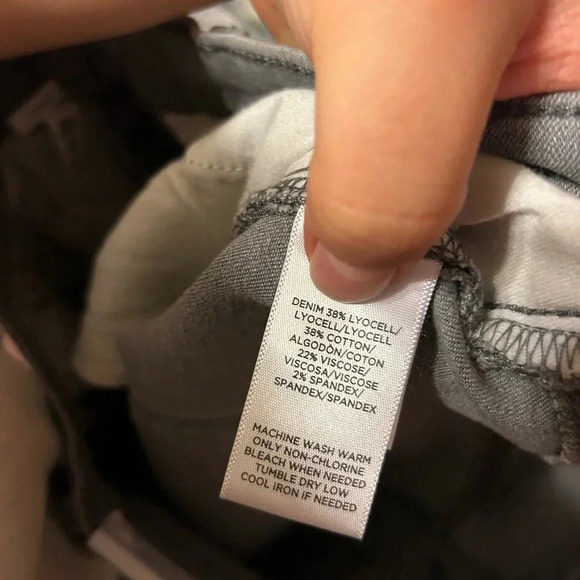 DENIM 38% LYOCELL/
LYOCELL/LYOCELL
38% COTTON/
ALGODÓN/COTON
22% VISCOSE/
VISCOSA/VISCOSE
2% SPANDEX/
SPANDEX/SPANDEX
MACHINE WASH WARM
ONLY NON-CHLORINE
BLEACH WHEN NEEDED
TUMBLE DRY LOW
COOL IRON IF NEEDED